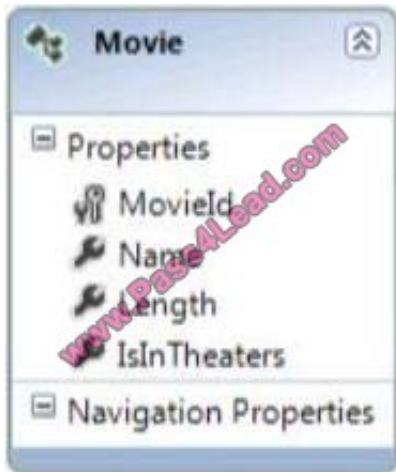 Movie
Properties
MovieId
Name
Length
IsInTheaters
Navigation Properties
www.Pass4Lead.com